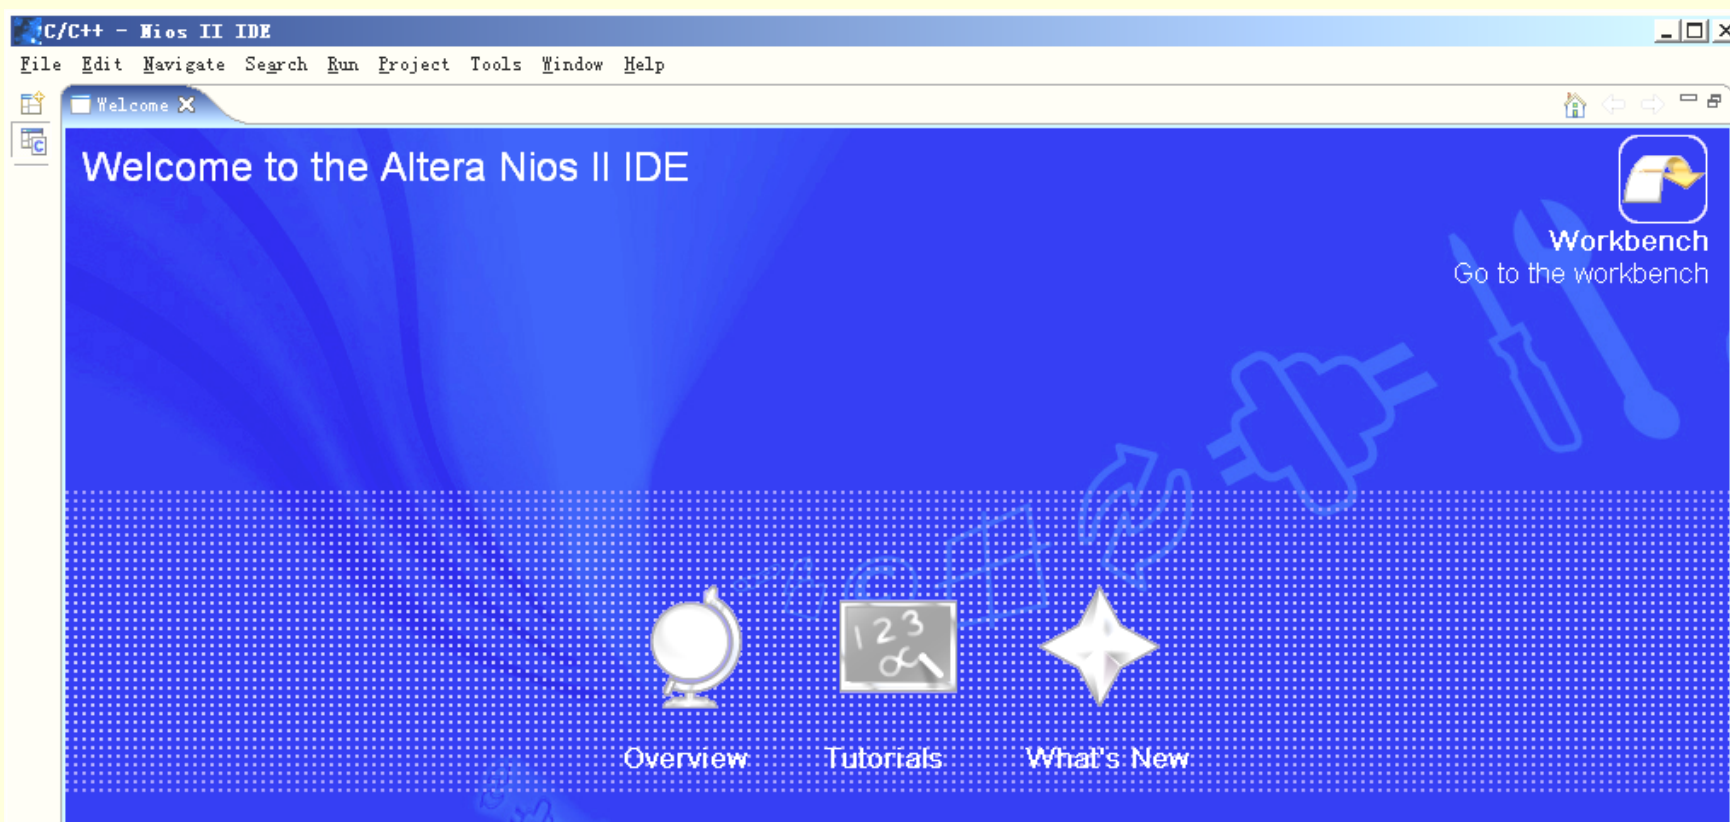 C/C++ - Nios II IDE
File Edit Navigate Search Run Project Tools Window Help
Welcome
Welcome to the Altera Nios II IDE
Workbench
Go to the workbench
123
Overview Tutorials What's New